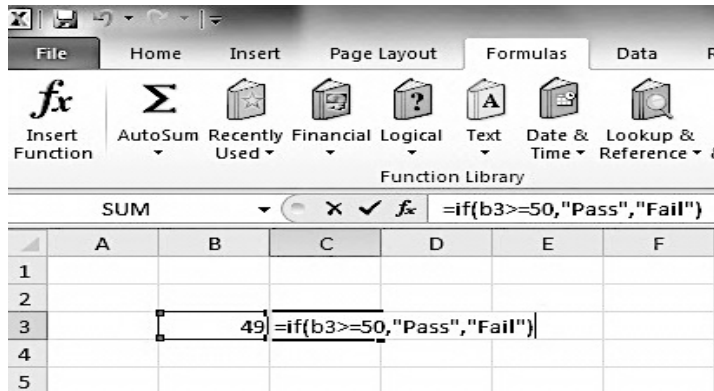 File Home Insert Page Layout Formulas Data
fx Σ ? A
Insert AutoSum Recently Financial Logical Text Date & Lookup &
Function Used Time Reference
Function Library
SUM fx =if(b3>=50,"Pass","Fail")
A B C D E F
1
2
3 49 =if(b3>=50,"Pass","Fail")
4
5